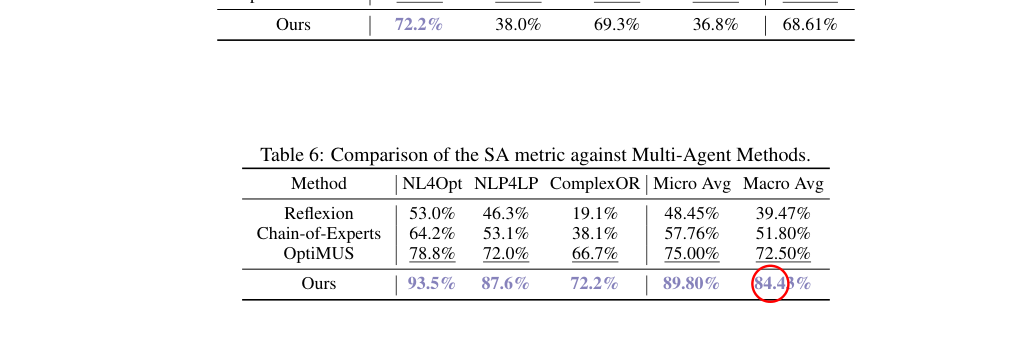 Ours 72.2% 38.0% 69.3% 36.8% 68.61%
Table 6: Comparison of the SA metric against Multi-Agent Methods.
Method NL4Opt NLP4LP ComplexOR Micro Avg Macro Avg
Reflexion 53.0% 46.3% 19.1% 48.45% 39.47%
Chain-of-Experts 64.2% 53.1% 38.1% 57.76% 51.80%
OptiMUS 78.8% 72.0% 66.7% 75.00% 72.50%
Ours 93.5% 87.6% 72.2% 89.80% 84.43%